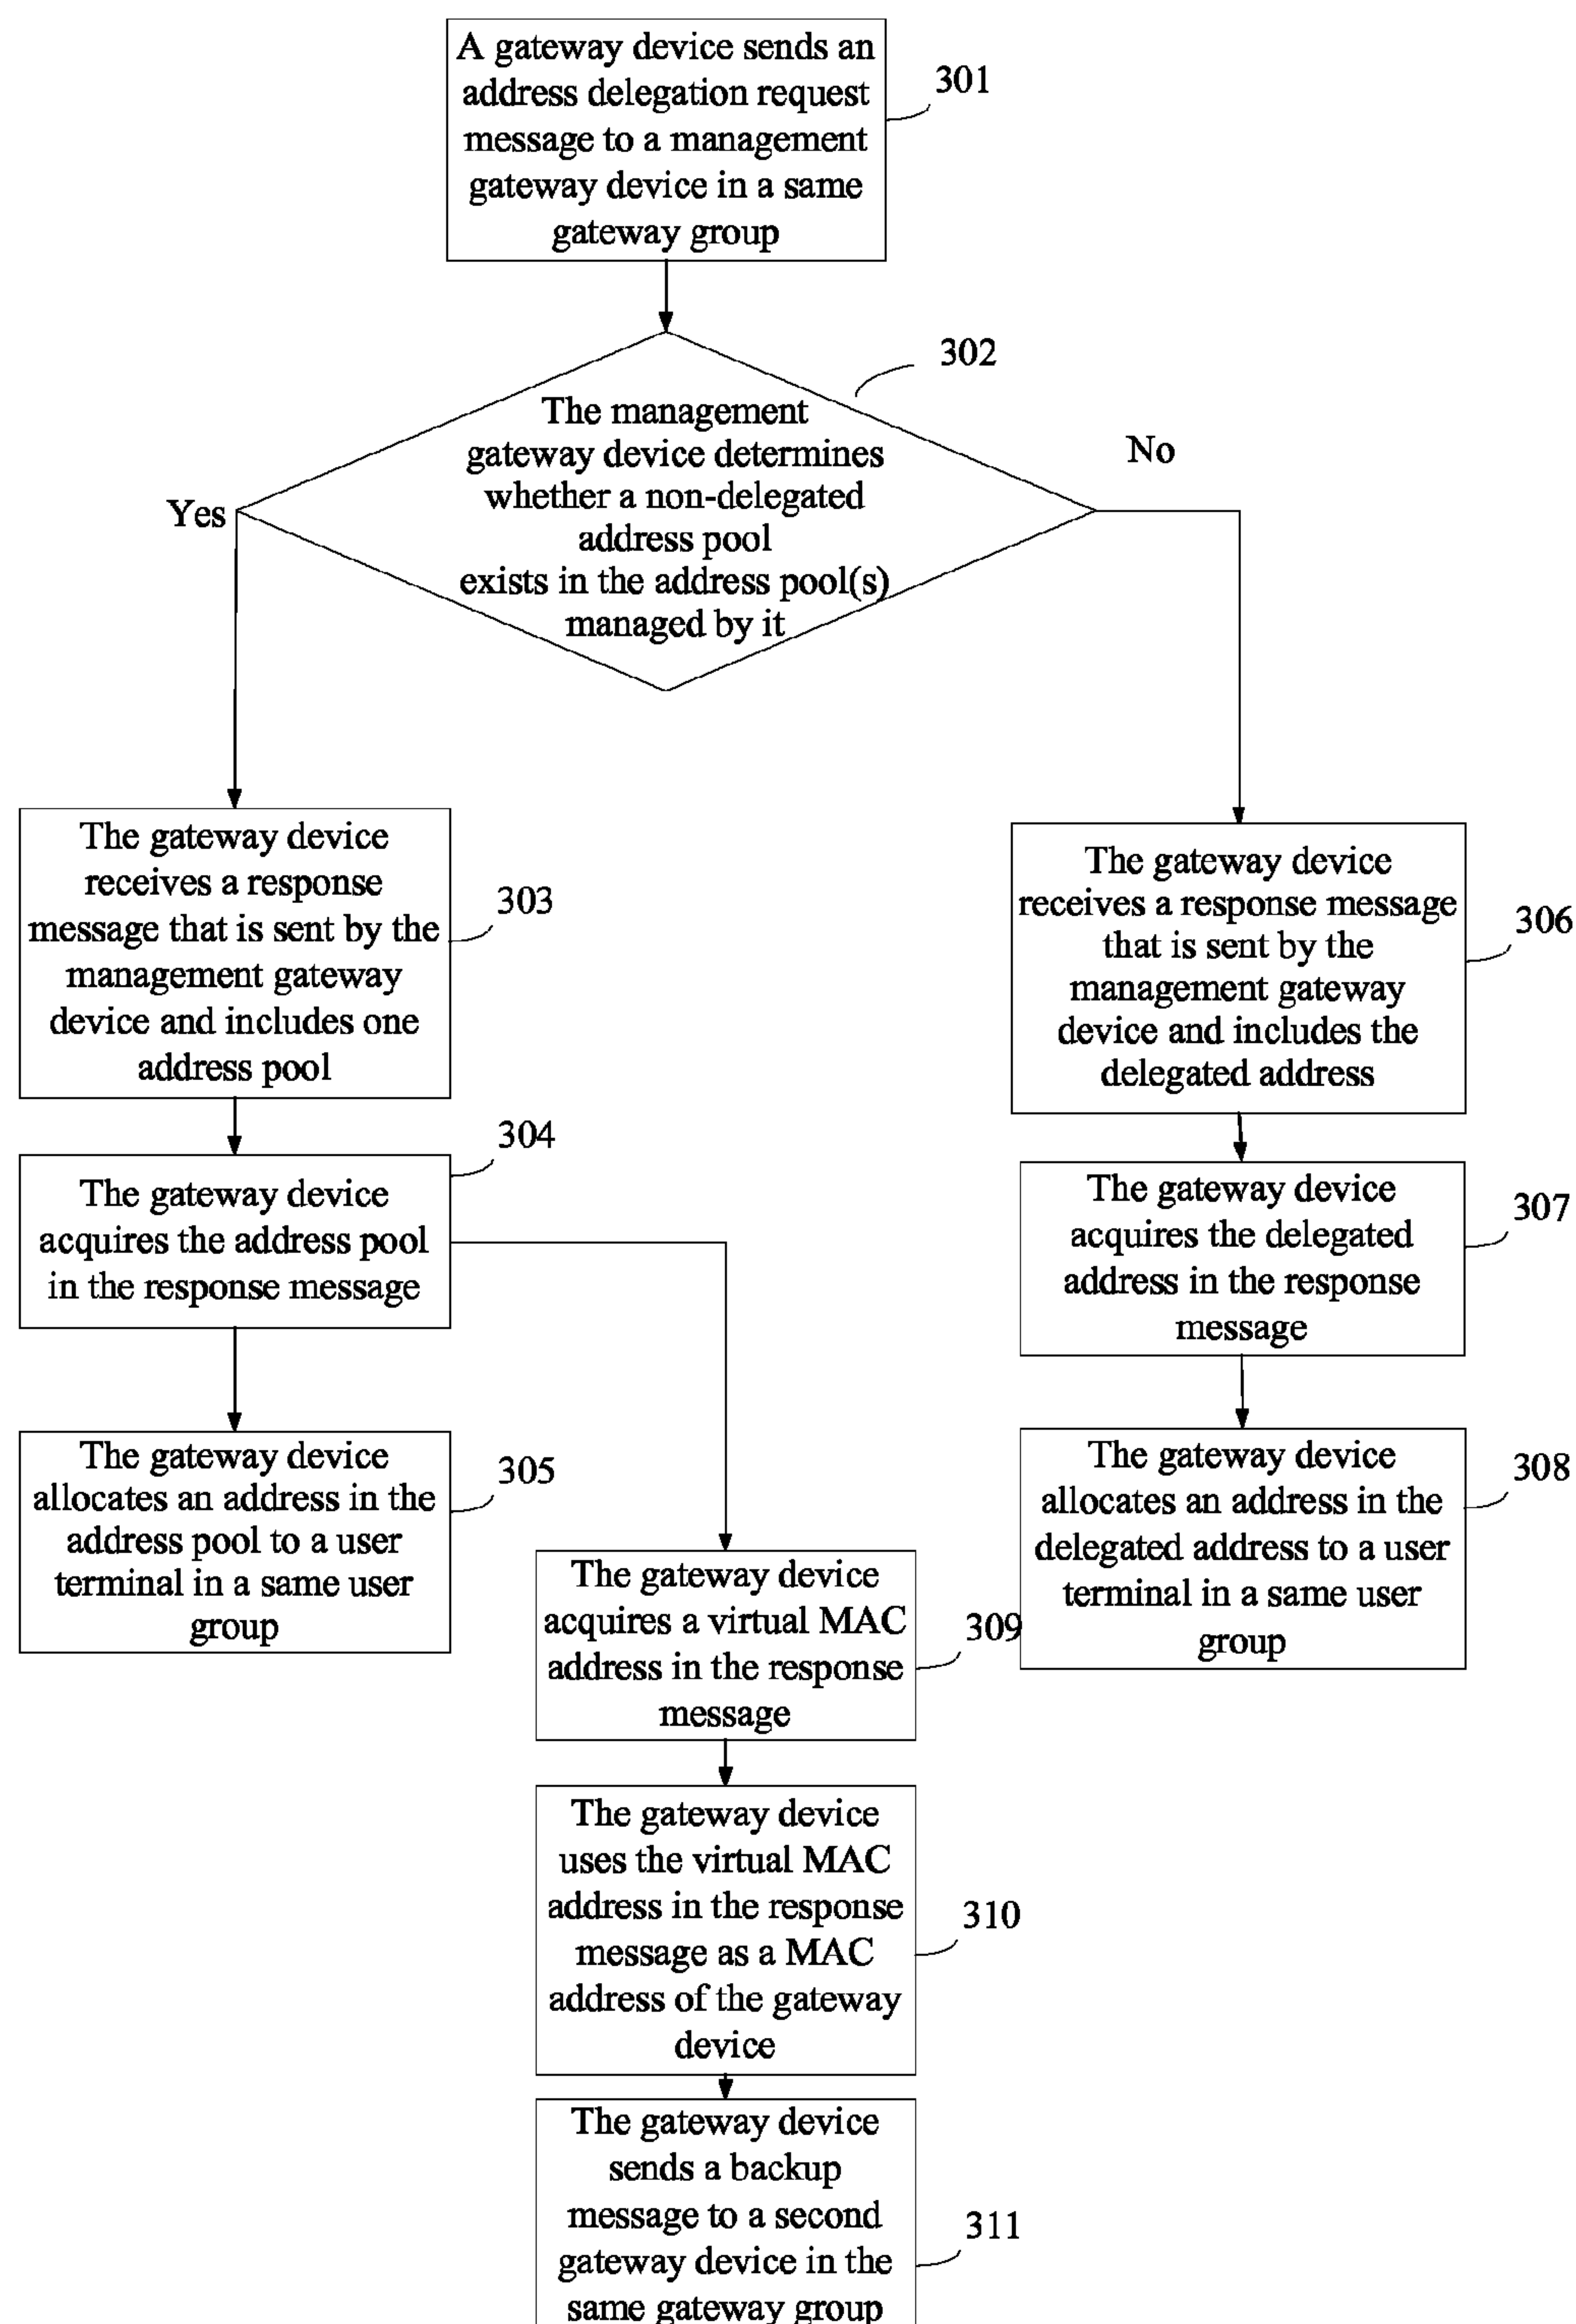 A gateway device sends an
address delegation request
message to a management
gateway device in a same
gateway group
301
302
The management
gateway device determines
whether a non-delegated
address pool
exists in the address pool(s)
managed by it
Yes
No
The gateway device
receives a response
message that is sent by the
management gateway
device and includes one
address pool
303
The gateway device
acquires the address pool
in the response message
304
The gateway device
allocates an address in the
address pool to a user
terminal in a same user
group
305
The gateway device
receives a response message
that is sent by the
management gateway
device and includes the
delegated address
306
The gateway device
acquires the delegated
address in the response
message
307
The gateway device
allocates an address in the
delegated address to a user
terminal in a same user
group
308
The gateway device
acquires a virtual MAC
address in the response
message
309
The gateway device
uses the virtual MAC
address in the response
message as a MAC
address of the gateway
device
310
The gateway device
sends a backup
message to a second
gateway device in the
same gateway group
311